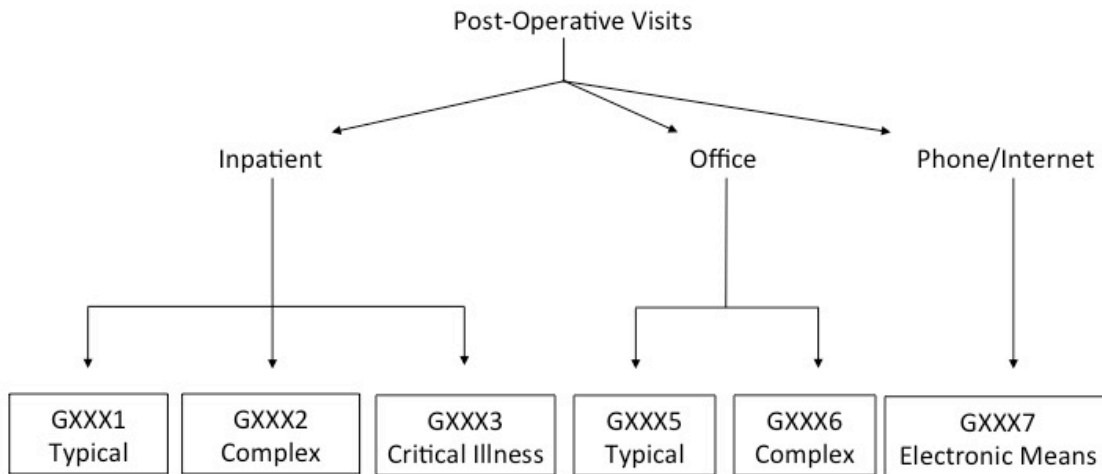 Post-Operative Visits
Inpatient
Office
Phone/Internet
GXXX1
Typical
GXXX2
Complex
GXXX3
Critical Illness
GXXX5
Typical
GXXX6
Complex
GXXX7
Electronic Means